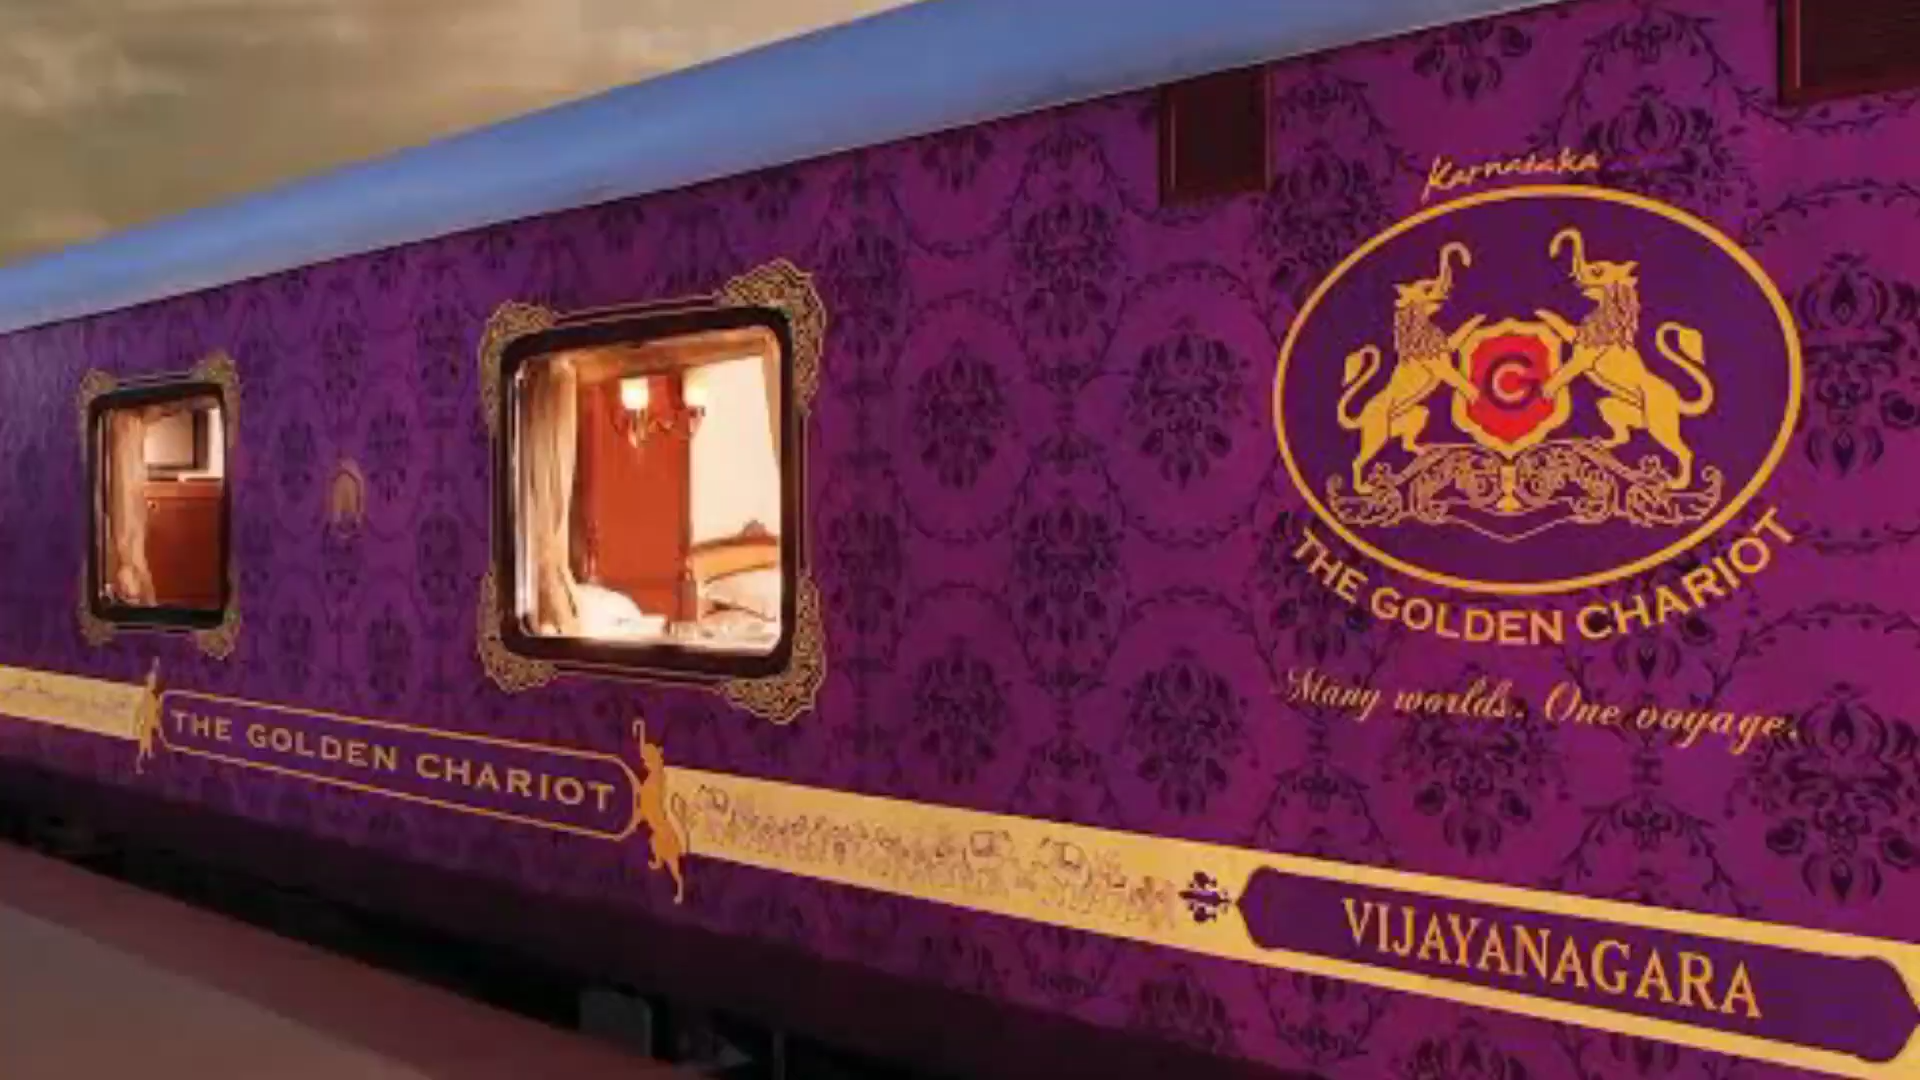 Karnataka
G
THE GOLDEN CHARIOT
Many worlds. One voyage.
THE GOLDEN CHARIOT
VIJAYANAGARA